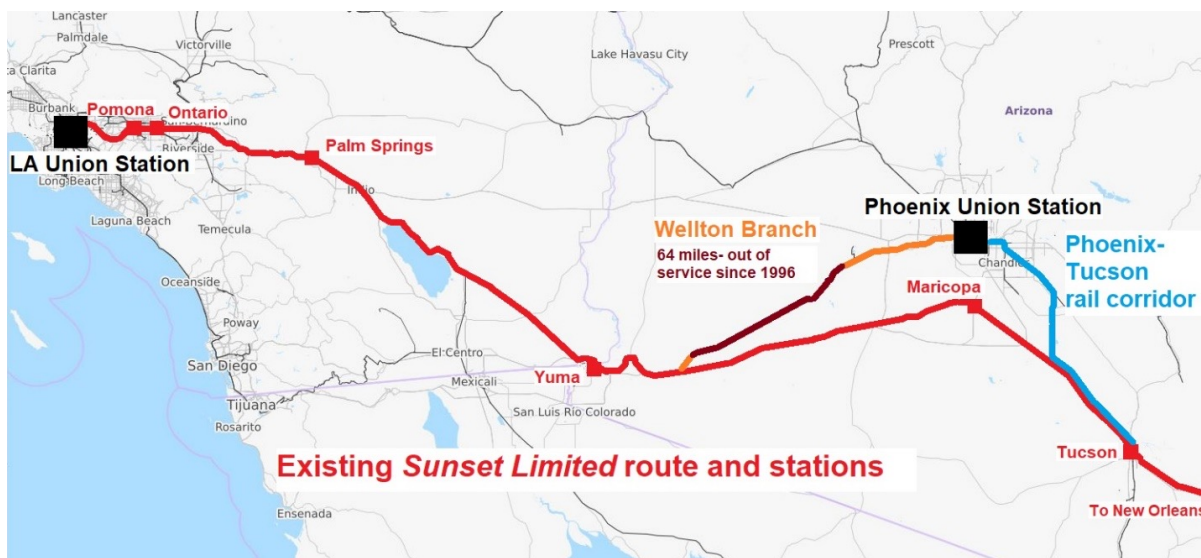 Lancaster
Palmdale
Victorville
Lake Havasu City
Prescott
Burbank
Pomona
Ontario
Arizona
LA Union Station
Riverside
Palm Springs
Long Beach
Indio
Laguna Beach
Temecula
Wellton Branch
64 miles- out of
service since 1996
Phoenix Union Station
Chandler
Phoenix-
Tucson
rail corridor
Maricopa
Oceanside
Poway
San Diego
El Centro
Yuma
Mexicali
Tijuana
San Luis Río Colorado
Rosarito
Tucson
Existing Sunset Limited route and stations
Ensenada
To New Orleans